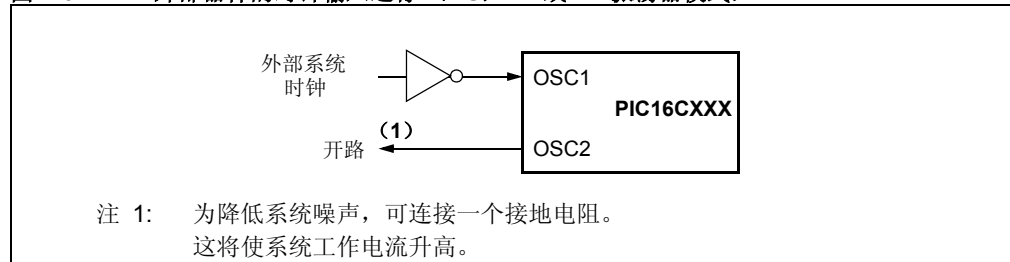 外部系统
时钟
OSC1
PIC16CXXX
（1）
开路
OSC2
注 1: 为降低系统噪声，可连接一个接地电阻。
这将使系统工作电流升高。